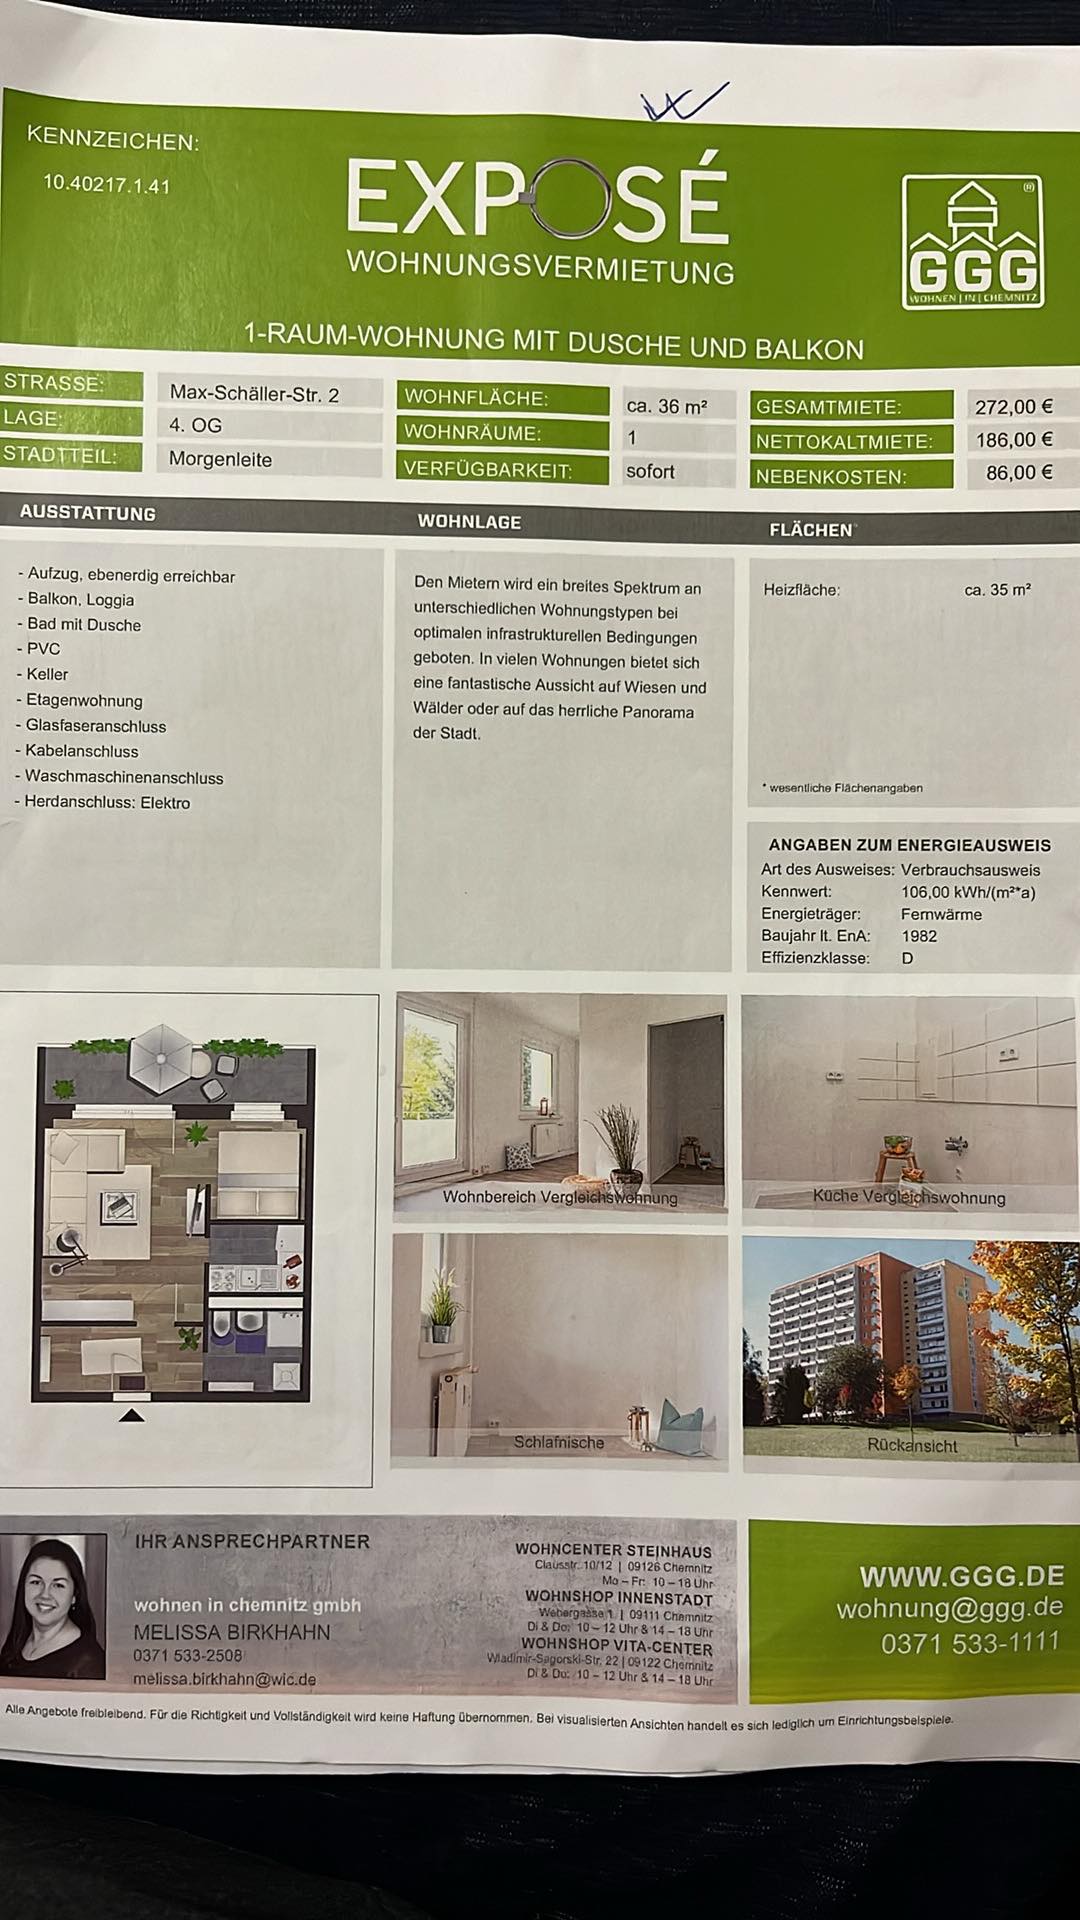 KENNZEICHEN:
10.40217.1.41
EXPOSÉ
WOHNUNGSVERMIETUNG
GGG
WOHNEN | IN | CHEMNITZ
®
1-RAUM-WOHNUNG MIT DUSCHE UND BALKON
STRASSE: Max-Schäller-Str. 2
LAGE: 4. OG
STADTTEIL: Morgenleite
WOHNFLÄCHE: ca. 36 m²
WOHNRÄUME: 1
VERFÜGBARKEIT: sofort
GESAMTMIETE: 272,00 €
NETTOKALTMIETE: 186,00 €
NEBENKOSTEN: 86,00 €
AUSSTATTUNG
- Aufzug, ebenerdig erreichbar
- Balkon, Loggia
- Bad mit Dusche
- PVC
- Keller
- Etagenwohnung
- Glasfaseranschluss
- Kabelanschluss
- Waschmaschinenanschluss
- Herdanschluss: Elektro
WOHNLAGE
Den Mietern wird ein breites Spektrum an
unterschiedlichen Wohnungstypen bei
optimalen infrastrukturellen Bedingungen
geboten. In vielen Wohnungen bietet sich
eine fantastische Aussicht auf Wiesen und
Wälder oder auf das herrliche Panorama
der Stadt.
FLÄCHEN*
Heizfläche: ca. 35 m²
* wesentliche Flächenangaben
ANGABEN ZUM ENERGIEAUSWEIS
Art des Ausweises: Verbrauchsausweis
Kennwert: 106,00 kWh/(m²*a)
Energieträger: Fernwärme
Baujahr lt. EnA: 1982
Effizienzklasse: D
Wohnbereich Vergleichswohnung
Küche Vergleichswohnung
Schlafnische
Rückansicht
IHR ANSPRECHPARTNER
wohnen in chemnitz gmbh
MELISSA BIRKHAHN
0371 533-2508
melissa.birkhahn@wic.de
WOHNCENTER STEINHAUS
Clausstr. 10/12 | 09126 Chemnitz
Mo – Fr: 10 – 18 Uhr
WOHNSHOP INNENSTADT
Webergasse 1 | 09111 Chemnitz
Di & Do: 10 – 12 Uhr & 14 – 18 Uhr
WOHNSHOP VITA-CENTER
Wladimir-Sagorski-Str. 22 | 09122 Chemnitz
Di & Du: 10 – 12 Uhr & 14 – 18 Uhr
WWW.GGG.DE
wohnung@ggg.de
0371 533-1111
Alle Angebote freibleibend. Für die Richtigkeit und Vollständigkeit wird keine Haftung übernommen. Bei visualisierten Ansichten handelt es sich lediglich um Einrichtungsbeispiele.